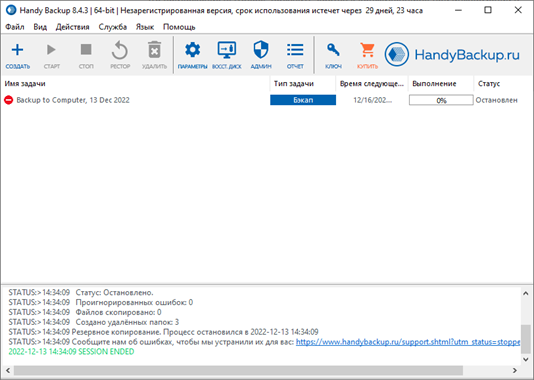 Handy Backup 8.4.3 | 64-bit | Незарегистрированная версия, срок использования истечет через 29 дней, 23 часа
Файл Вид Действия Служба Язык Помощь
СОЗДАТЬ СТАРТ СТОП РЕСТОР УДАЛИТЬ ПАРАМЕТРЫ ВОССТ. ДИСК АДМИН ОТЧЕТ КЛЮЧ КУПИТЬ HandyBackup.ru
Имя задачи Тип задачи Время следующе... Выполнение Статус
Backup to Computer, 13 Dec 2022 Бэкап 12/16/202... 0% Остановлен
STATUS:>14:34:09 Статус: Остановлено.
STATUS:>14:34:09 Проигнорированных ошибок: 0
STATUS:>14:34:09 Файлов скопировано: 0
STATUS:>14:34:09 Создано удалённых папок: 3
STATUS:>14:34:09 Резервное копирование. Процесс остановился в 2022-12-13 14:34:09
STATUS:>14:34:09 Сообщите нам об ошибках, чтобы мы устранили их для вас: https://www.handybackup.ru/support.shtml?utm_status=stoppe
2022-12-13 14:34:09 SESSION ENDED